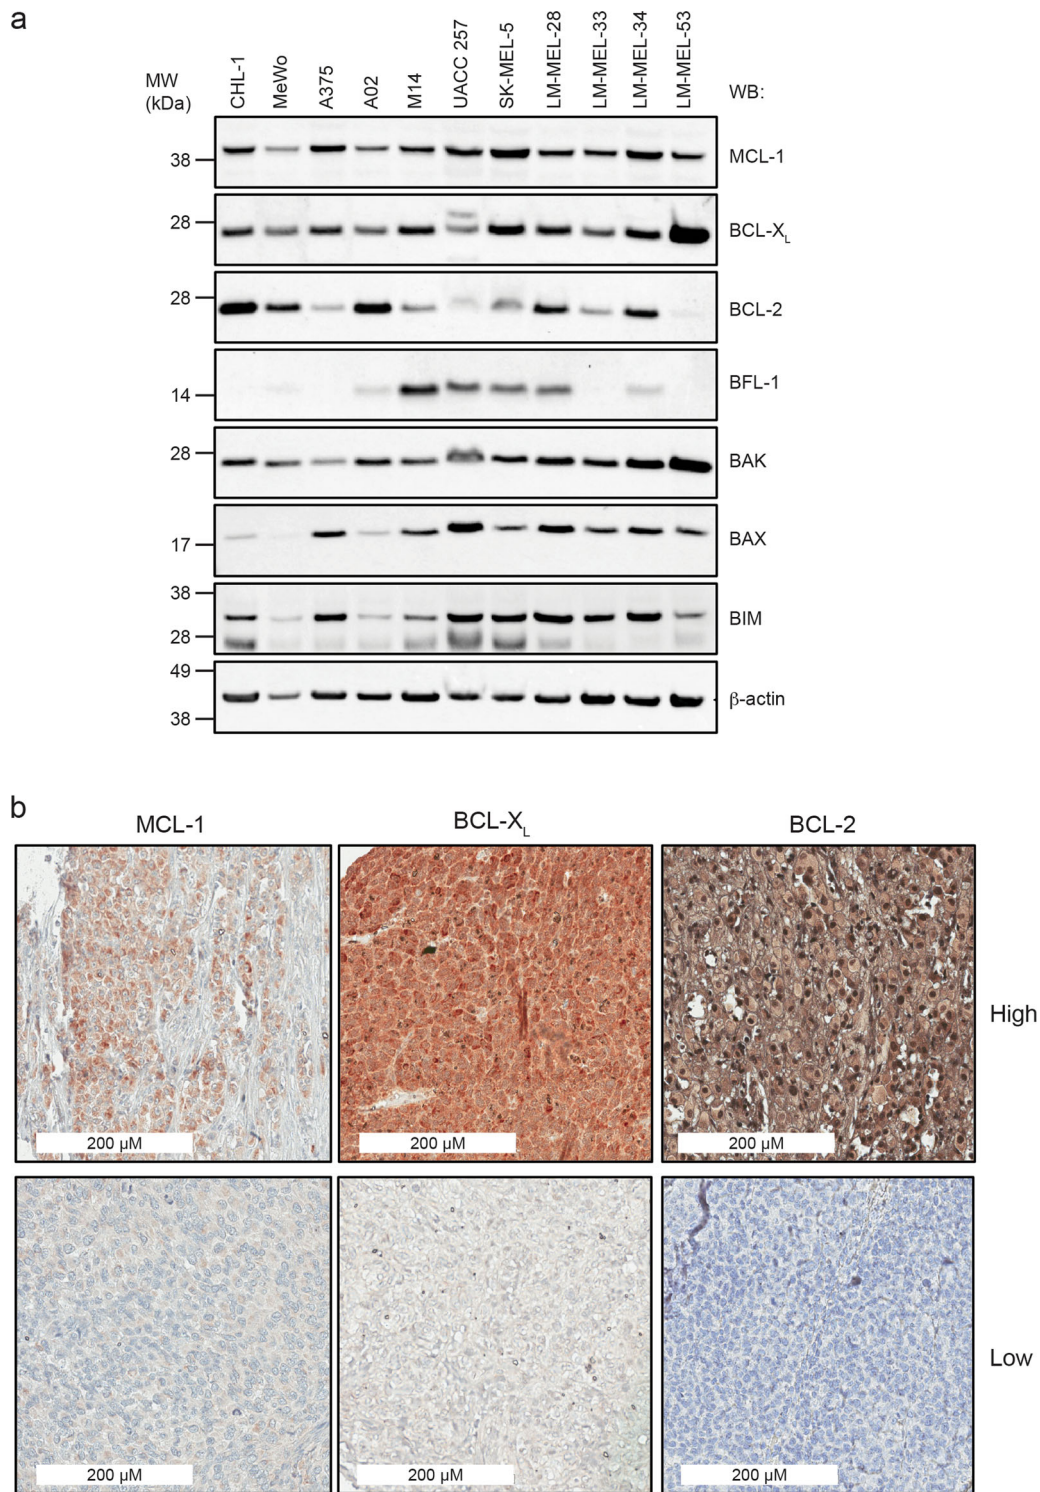 a
MW
(kDa)
CHL-1
MeWo
A375
A02
M14
UACC 257
SK-MEL-5
LM-MEL-28
LM-MEL-33
LM-MEL-34
LM-MEL-53
WB:
38
MCL-1
28
BCL-XL
28
BCL-2
14
BFL-1
28
BAK
17
BAX
38
28
BIM
49
38
β-actin
b
MCL-1
BCL-XL
BCL-2
200 µM
200 µM
200 µM
High
200 µM
200 µM
200 µM
Low